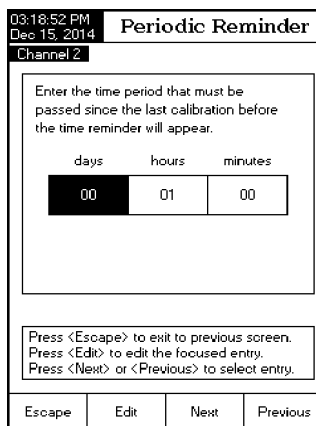 03:18:52 PM
Dec 15, 2014
Periodic Reminder
Channel 2
Enter the time period that must be
passed since the last calibration before
the time reminder will appear.
days hours minutes
00 01 00
Press <Escape> to exit to previous screen.
Press <Edit> to edit the focused entry.
Press <Next> or <Previous> to select entry.
Escape Edit Next Previous